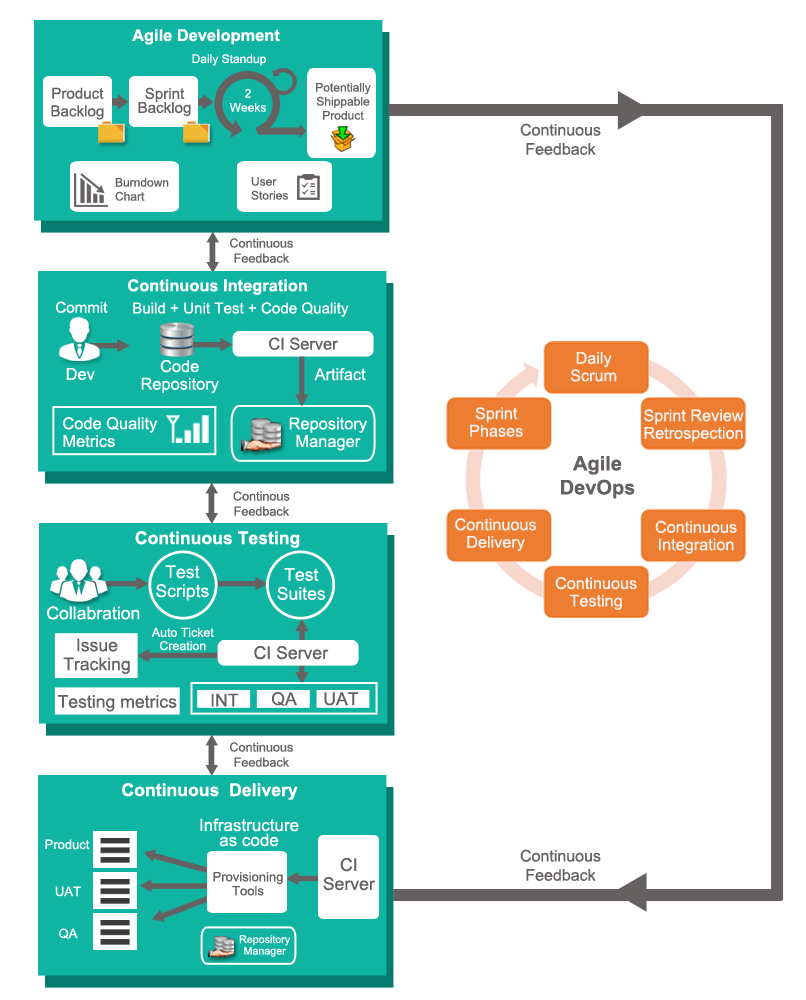 Agile Development
Daily Standup
Product
Backlog
Sprint
Backlog
2
Weeks
Potentially
Shippable
Product
Burndown
Chart
User
Stories
Continuous
Feedback
Continuous
Feedback
Continuous Integration
Commit
Build + Unit Test + Code Quality
Dev
Code
Repository
CI Server
Artifact
Code Quality
Metrics
Repository
Manager
Continous
Feedback
Continuous Testing
Collabration
Test
Scripts
Test
Suites
Auto Ticket
Creation
Issue
Tracking
CI Server
Testing metrics
INT
QA
UAT
Continuous
Feedback
Continuous Delivery
Infrastructure
as code
Product
UAT
QA
Provisioning
Tools
CI
Server
Repository
Manager
Continuous
Feedback
Agile
DevOps
Daily
Scrum
Sprint Review
Retrospection
Continuous
Integration
Continuous
Testing
Continuous
Delivery
Sprint
Phases